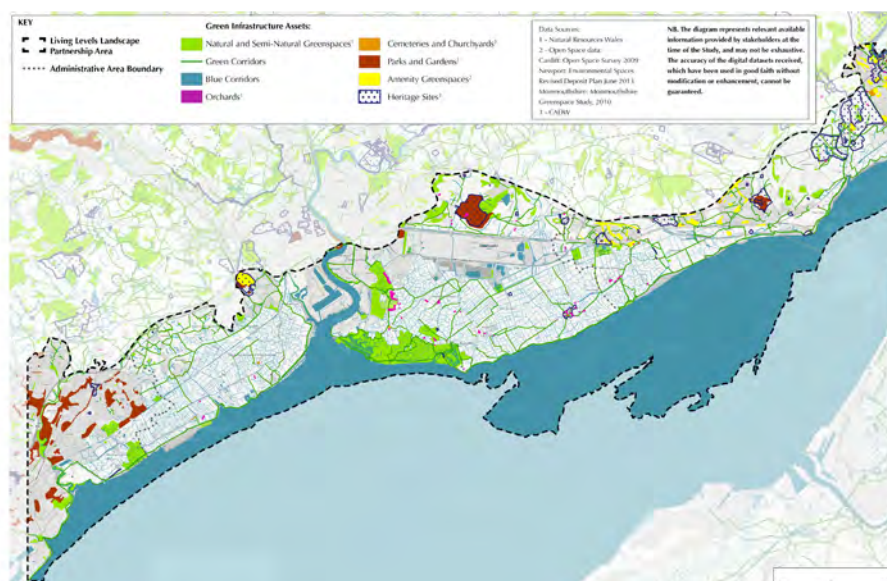 KEY
Living Levels Landscape
Partnership Area
Administrative Area Boundary
Green Infrastructure Assets:
Natural and Semi-Natural Greenspaces¹
Green Corridors
Blue Corridors
Orchards¹
Cemeteries and Churchyards²
Parks and Gardens²
Amenity Greenspaces²
Heritage Sites³
Data Sources:
1 - Natural Resources Wales
2 - Open Space data:
Cardiff: Open Space Survey 2009
Newport: Environmental Spaces
Revised Deposit Plan June 2013
Monmouthshire: Monmouthshire
Greenspace Study, 2010
3 - CADW
NB. The diagram represents relevant available
information provided by stakeholders at the
time of the Study, and may not be exhaustive.
The accuracy of the digital datasets received,
which have been used in good faith without
modification or enhancement, cannot be
guaranteed.